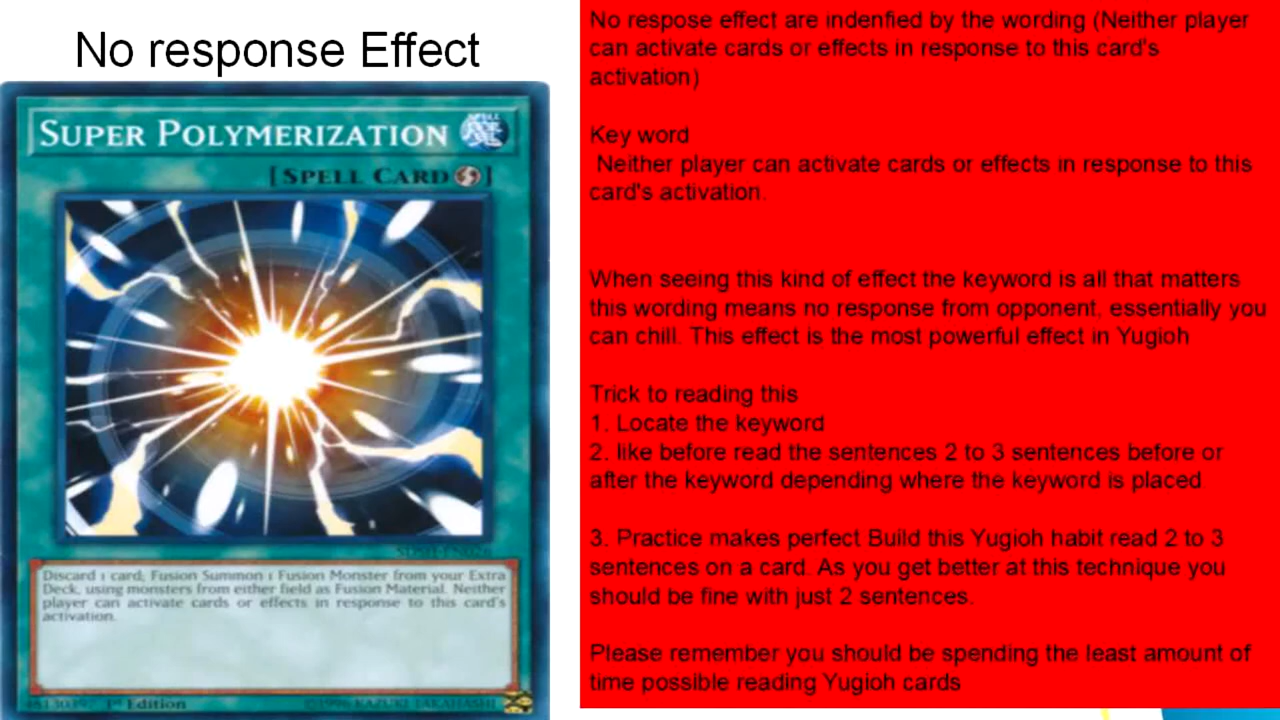 No response Effect
SUPER POLYMERIZATION
[SPELL CARD]
Discard 1 card; Fusion Summon 1 Fusion Monster from your Extra
Deck, using monsters from either field as Fusion Material. Neither
player can activate cards or effects in response to this card's
activation.
1st Edition
©1996 KAZUKI TAKAHASHI
No respose effect are indenfied by the wording (Neither player
can activate cards or effects in response to this card's
activation)
Key word
Neither player can activate cards or effects in response to this
card's activation.
When seeing this kind of effect the keyword is all that matters
this wording means no response from opponent, essentially you
can chill. This effect is the most powerful effect in Yugioh
Trick to reading this
1. Locate the keyword
2. like before read the sentences 2 to 3 sentences before or
after the keyword depending where the keyword is placed
3. Practice makes perfect Build this Yugioh habit read 2 to 3
sentences on a card. As you get better at this technique you
should be fine with just 2 sentences.
Please remember you should be spending the least amount of
time possible reading Yugioh cards